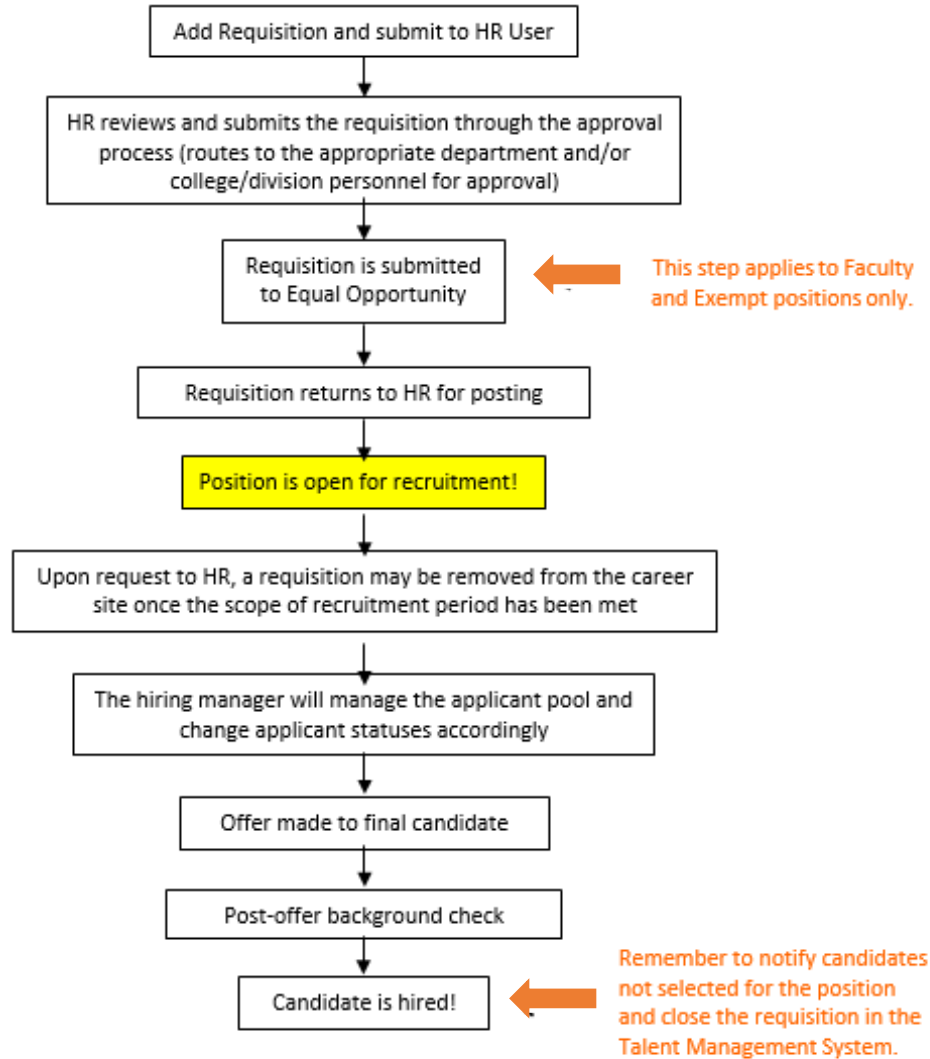 Add Requisition and submit to HR User
HR reviews and submits the requisition through the approval
process (routes to the appropriate department and/or
college/division personnel for approval)
Requisition is submitted
to Equal Opportunity
This step applies to Faculty
and Exempt positions only.
Requisition returns to HR for posting
Position is open for recruitment!
Upon request to HR, a requisition may be removed from the career
site once the scope of recruitment period has been met
The hiring manager will manage the applicant pool and
change applicant statuses accordingly
Offer made to final candidate
Post-offer background check
Candidate is hired!
Remember to notify candidates
not selected for the position
and close the requisition in the
Talent Management System.